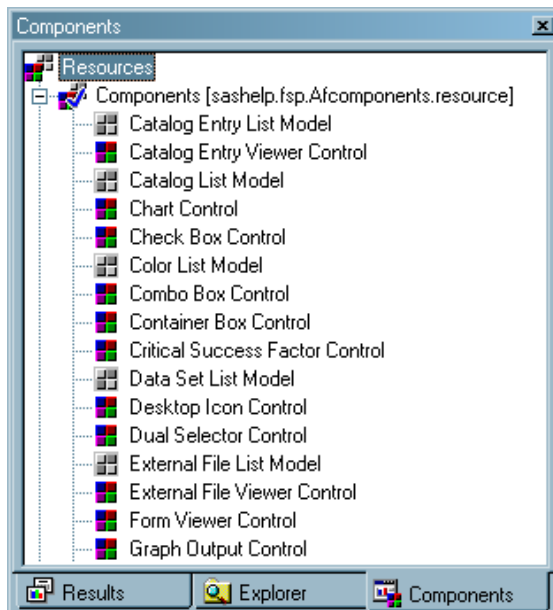 Components
Resources
Components [sashelp.fsp.Afcomponents.resource]
Catalog Entry List Model
Catalog Entry Viewer Control
Catalog List Model
Chart Control
Check Box Control
Color List Model
Combo Box Control
Container Box Control
Critical Success Factor Control
Data Set List Model
Desktop Icon Control
Dual Selector Control
External File List Model
External File Viewer Control
Form Viewer Control
Graph Output Control
Results Explorer Components